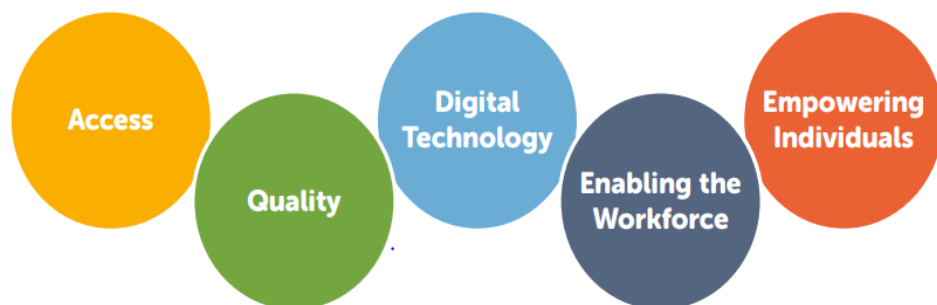 Access
Quality
Digital
Technology
Enabling the
Workforce
Empowering
Individuals